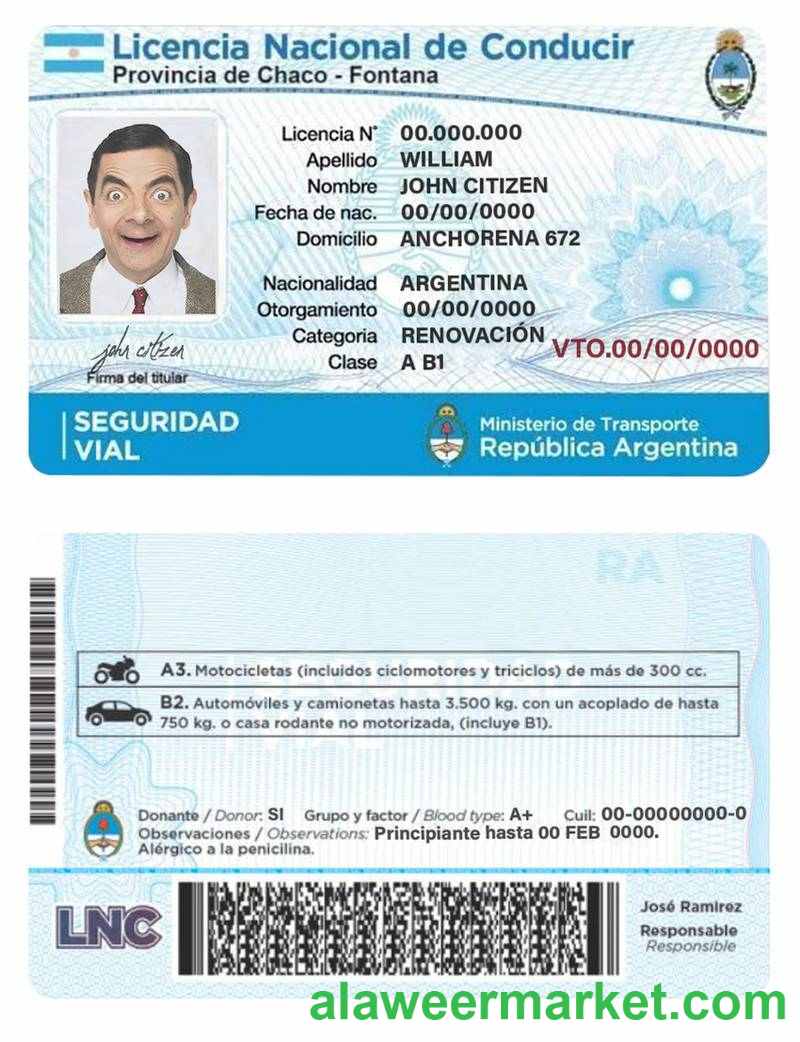 Licencia Nacional de Conducir
Provincia de Chaco - Fontana
Licencia N° 00.000.000
Apellido WILLIAM
Nombre JOHN CITIZEN
Fecha de nac. 00/00/0000
Domicilio ANCHORENA 672
Nacionalidad ARGENTINA
Otorgamiento 00/00/0000
Categoria RENOVACIÓN
VTO.00/00/0000
Clase A B1
john citizen
Firma del titular
SEGURIDAD
VIAL
Ministerio de Transporte
República Argentina
RA
A3. Motocicletas (incluidos ciclomotores y triciclos) de más de 300 cc.
B2. Automóviles y camionetas hasta 3.500 kg. con un acoplado de hasta
750 kg. o casa rodante no motorizada, (incluye B1).
Donante / Donor: SI Grupo y factor / Blood type: A+ Cuil: 00-00000000-0
Observaciones / Observations: Principiante hasta 00 FEB 0000.
Alérgico a la penicilina.
LNC
José Ramirez
Responsable
Responsible
alaweermarket.com